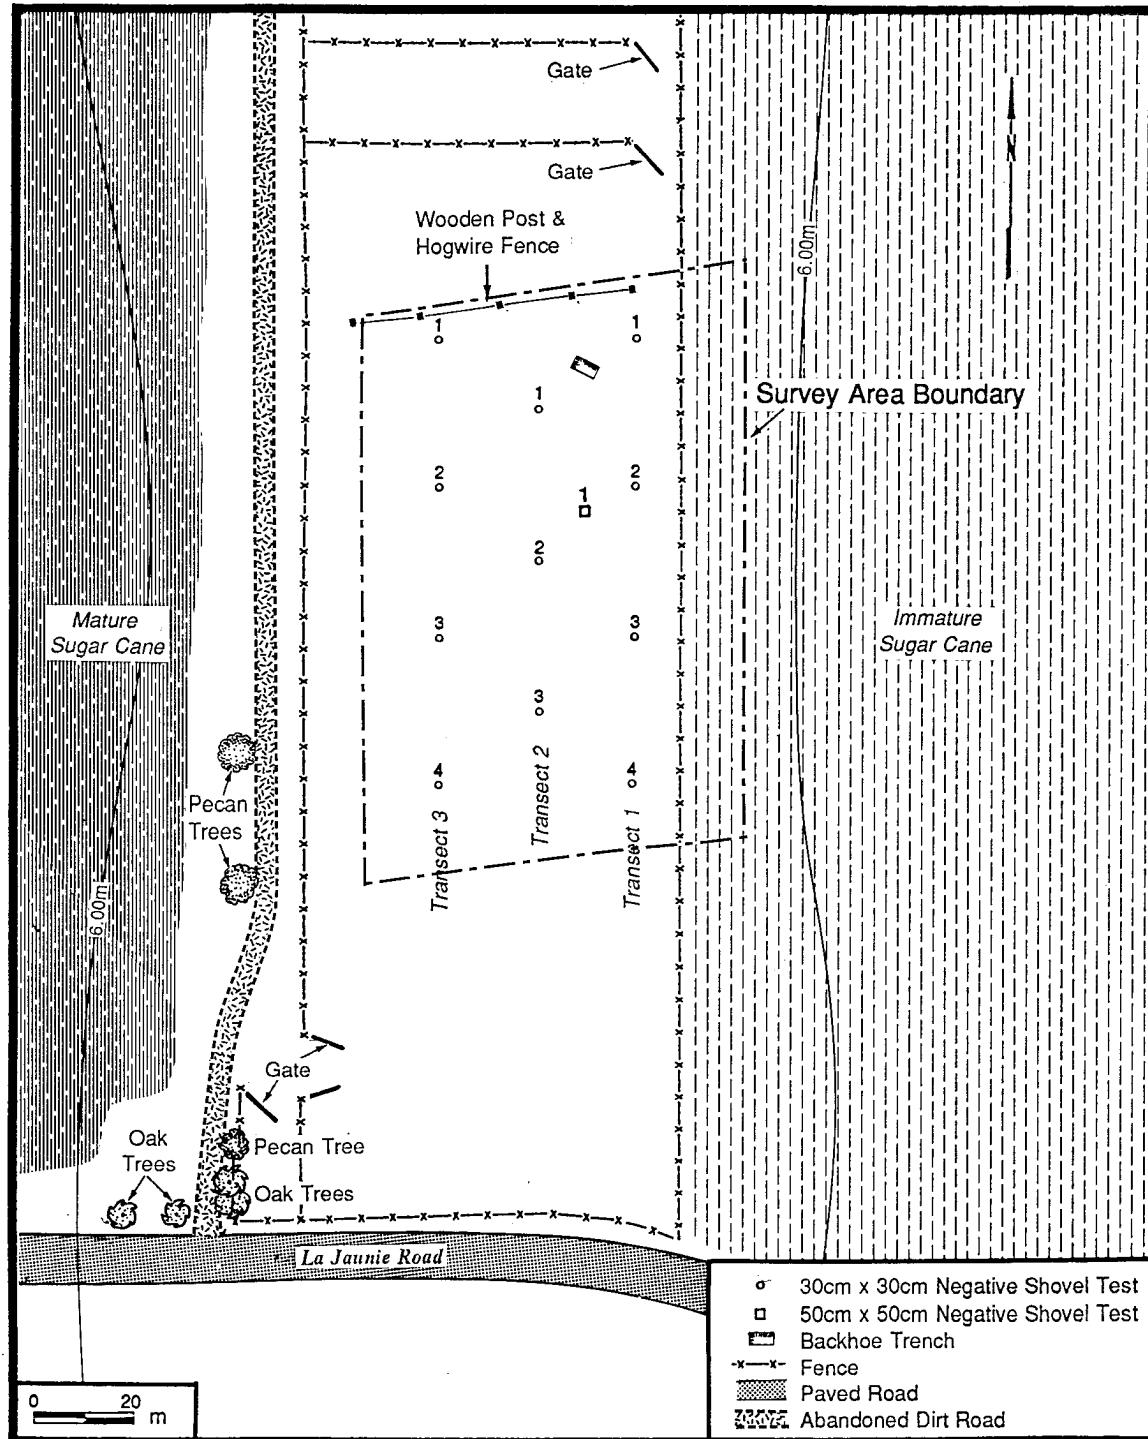 Gate
Gate
N
Wooden Post &
Hogwire Fence
6.00m
1
1
1
Survey Area Boundary
2
2
1
2
Mature
Sugar Cane
3
3
Immature
Sugar Cane
3
4
4
Pecan
Trees
Transect 3
Transect 2
Transect 1
6.00m
Gate
Oak
Trees
Pecan Tree
Oak Trees
La Jaunie Road
30cm x 30cm Negative Shovel Test
50cm x 50cm Negative Shovel Test
Backhoe Trench
Fence
Paved Road
Abandoned Dirt Road
0 20
m